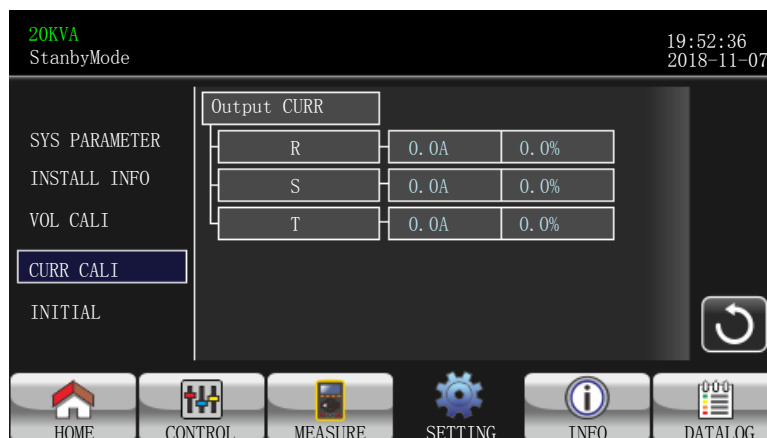 20KVA
StanbyMode
19:52:36
2018-11-07
SYS PARAMETER
INSTALL INFO
VOL CALI
CURR CALI
INITIAL
Output CURR
R 0.0A 0.0%
S 0.0A 0.0%
T 0.0A 0.0%
HOME CONTROL MEASURE SETTING INFO DATALOG